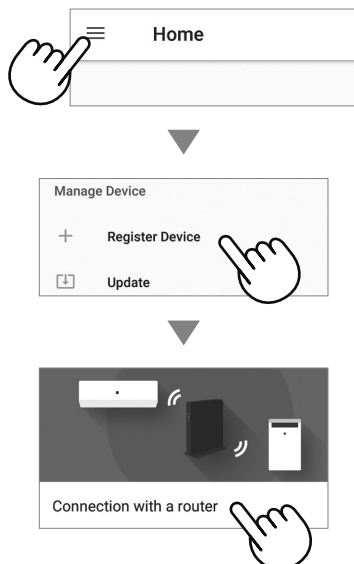 Home
Manage Device
Register Device
Update
Connection with a router